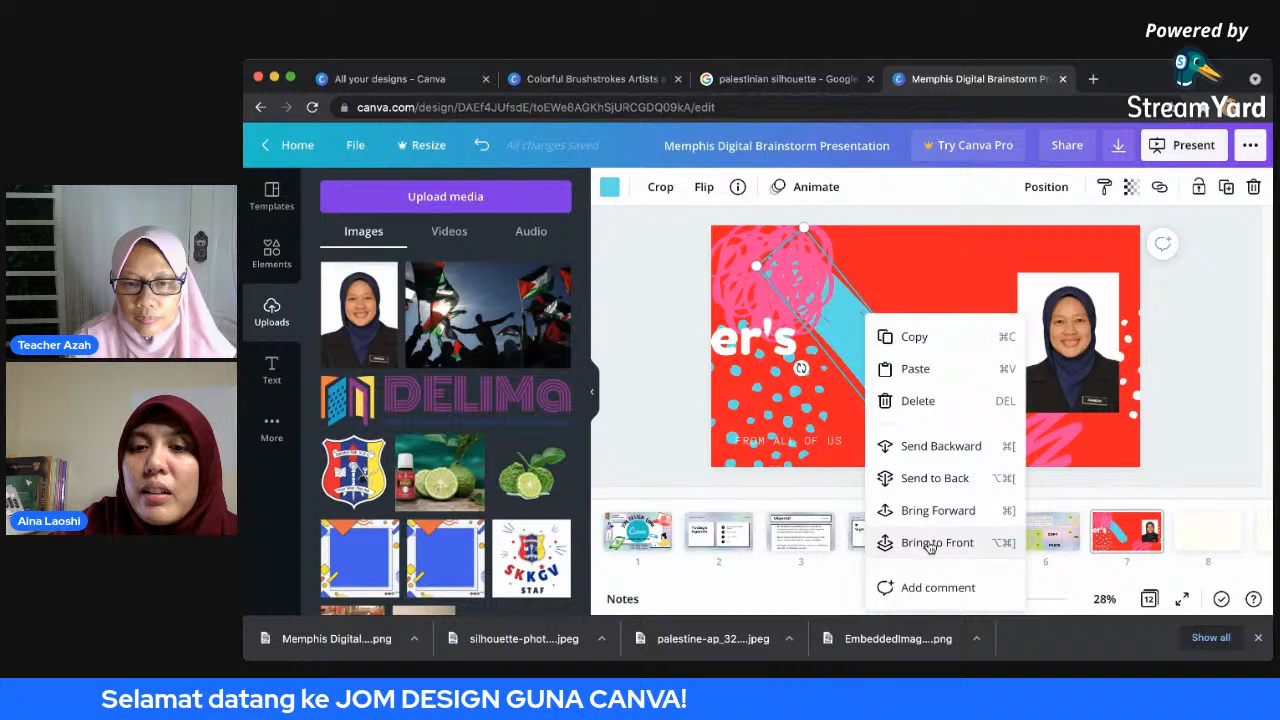 Powered by
StreamYard
All your designs - Canva
Colorful Brushstrokes Artists a
palestinian silhouette - Google
Memphis Digital Brainstorm Pr
canva.com/design/DAEf4JUfsdE/toEWe8AGKhSjURCGDQ09kA/edit
Home
File
Resize
All changes saved
Memphis Digital Brainstorm Presentation
Try Canva Pro
Share
Present
Templates
Elements
Uploads
Text
More
Upload media
Images
Videos
Audio
DELIMa
SKKGV
STAF
Crop
Flip
Animate
Position
er's
FROM ALL OF US
Copy ⌘C
Paste ⌘V
Delete DEL
Send Backward ⌘[
Send to Back ⌥⌘[
Bring Forward ⌘]
Bring to Front ⌥⌘]
Add comment
1
2
3
6
7
8
Notes
28%
12
Memphis Digital....png
silhouette-phot....jpeg
palestine-ap_32....jpeg
EmbeddedImag....png
Show all
Teacher Azah
Aina Laoshi
Selamat datang ke JOM DESIGN GUNA CANVA!